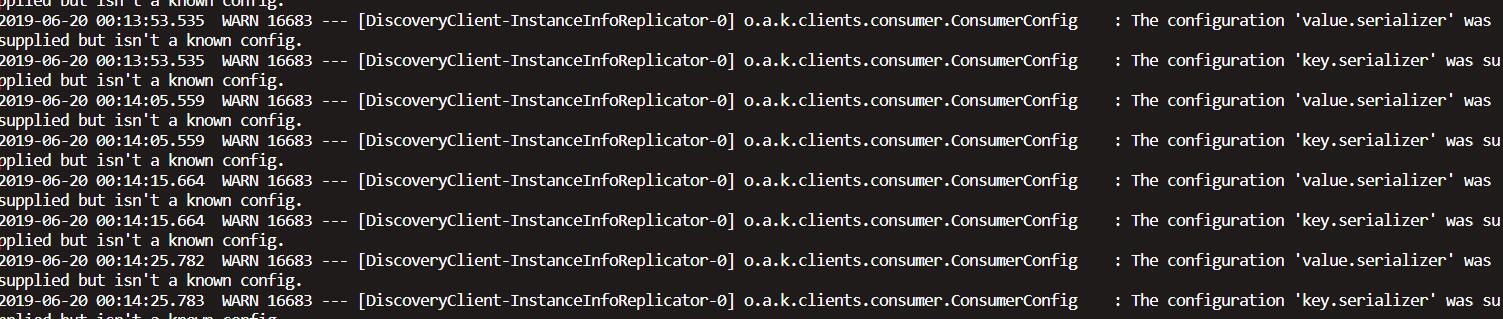 pplied but isn't a known config.
2019-06-20 00:13:53.535  WARN 16683 --- [DiscoveryClient-InstanceInfoReplicator-0] o.a.k.clients.consumer.ConsumerConfig    : The configuration 'value.serializer' was
supplied but isn't a known config.
2019-06-20 00:13:53.535  WARN 16683 --- [DiscoveryClient-InstanceInfoReplicator-0] o.a.k.clients.consumer.ConsumerConfig    : The configuration 'key.serializer' was su
pplied but isn't a known config.
2019-06-20 00:14:05.559  WARN 16683 --- [DiscoveryClient-InstanceInfoReplicator-0] o.a.k.clients.consumer.ConsumerConfig    : The configuration 'value.serializer' was
supplied but isn't a known config.
2019-06-20 00:14:05.559  WARN 16683 --- [DiscoveryClient-InstanceInfoReplicator-0] o.a.k.clients.consumer.ConsumerConfig    : The configuration 'key.serializer' was su
pplied but isn't a known config.
2019-06-20 00:14:15.664  WARN 16683 --- [DiscoveryClient-InstanceInfoReplicator-0] o.a.k.clients.consumer.ConsumerConfig    : The configuration 'value.serializer' was
supplied but isn't a known config.
2019-06-20 00:14:15.664  WARN 16683 --- [DiscoveryClient-InstanceInfoReplicator-0] o.a.k.clients.consumer.ConsumerConfig    : The configuration 'key.serializer' was su
pplied but isn't a known config.
2019-06-20 00:14:25.782  WARN 16683 --- [DiscoveryClient-InstanceInfoReplicator-0] o.a.k.clients.consumer.ConsumerConfig    : The configuration 'value.serializer' was
supplied but isn't a known config.
2019-06-20 00:14:25.783  WARN 16683 --- [DiscoveryClient-InstanceInfoReplicator-0] o.a.k.clients.consumer.ConsumerConfig    : The configuration 'key.serializer' was su
pplied but isn't a known config.